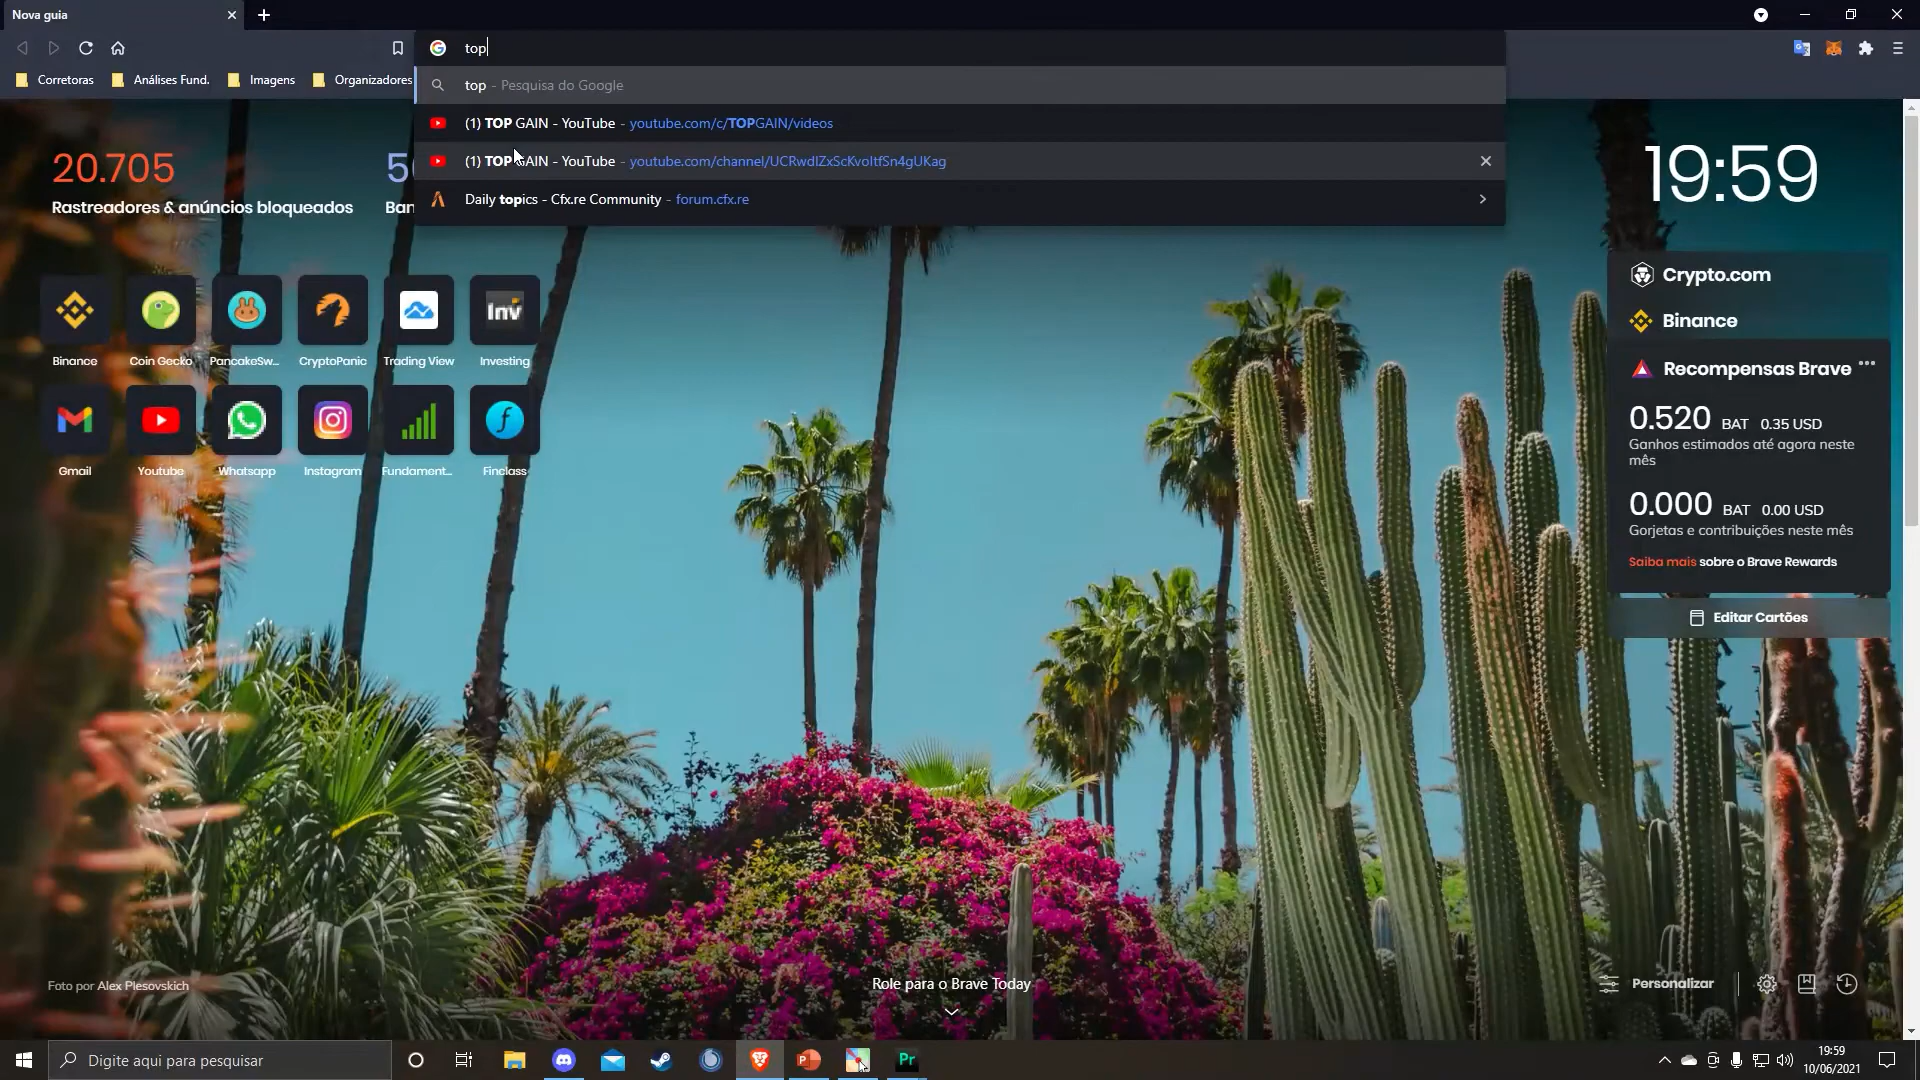 Nova guia
top
Corretoras
Análises Fund.
Imagens
Organizadores
top - Pesquisa do Google
(1) TOP GAIN - YouTube - youtube.com/c/TOPGAIN/videos
(1) TOP GAIN - YouTube - youtube.com/channel/UCRwdlZxScKvoltfSn4gUKag
Daily topics - Cfx.re Community - forum.cfx.re
20.705
Rastreadores & anúncios bloqueados
19:59
Binance
Coin Gecko
PancakeSw...
CryptoPanic
Trading View
Inv
Investing
Gmail
Youtube
Whatsapp
Instagram
Fundament...
Finclass
Crypto.com
Binance
Recompensas Brave
0.520 BAT 0.35 USD
Ganhos estimados até agora neste
mês
0.000 BAT 0.00 USD
Gorjetas e contribuições neste mês
Saiba mais sobre o Brave Rewards
Editar Cartões
Foto por Alex Plesovskich
Role para o Brave Today
Personalizar
Digite aqui para pesquisar
Pr
19:59
10/06/2021